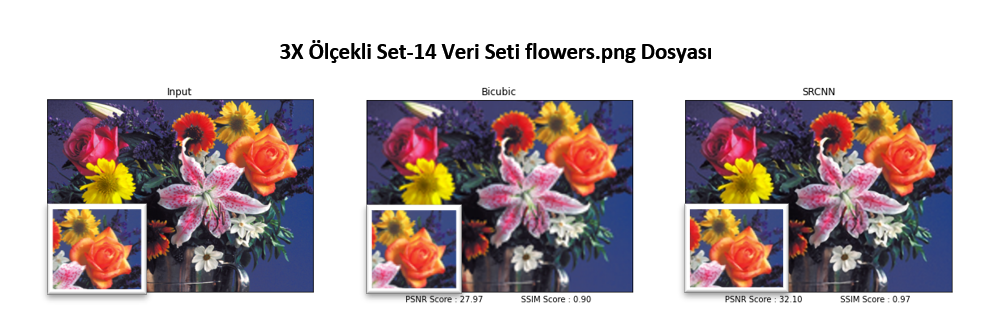 3X Ölçekli Set-14 Veri Seti flowers.png Dosyası
Input
Bicubic
SRCNN
PSNR Score : 27.97 SSIM Score : 0.90
PSNR Score : 32.10 SSIM Score : 0.97